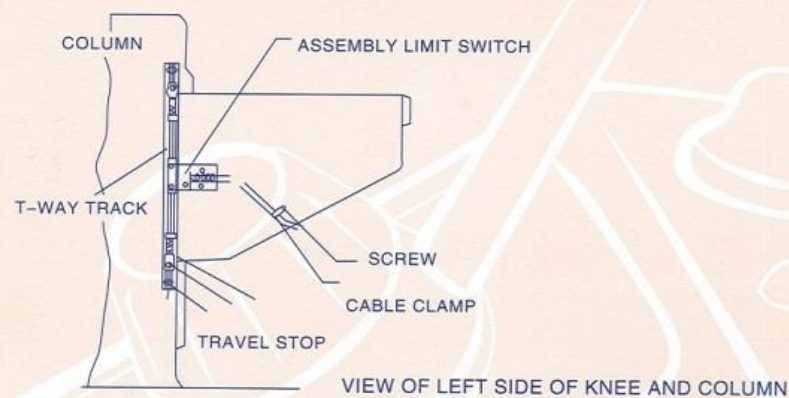 COLUMN
ASSEMBLY LIMIT SWITCH
T-WAY TRACK
SCREW
CABLE CLAMP
TRAVEL STOP
VIEW OF LEFT SIDE OF KNEE AND COLUMN